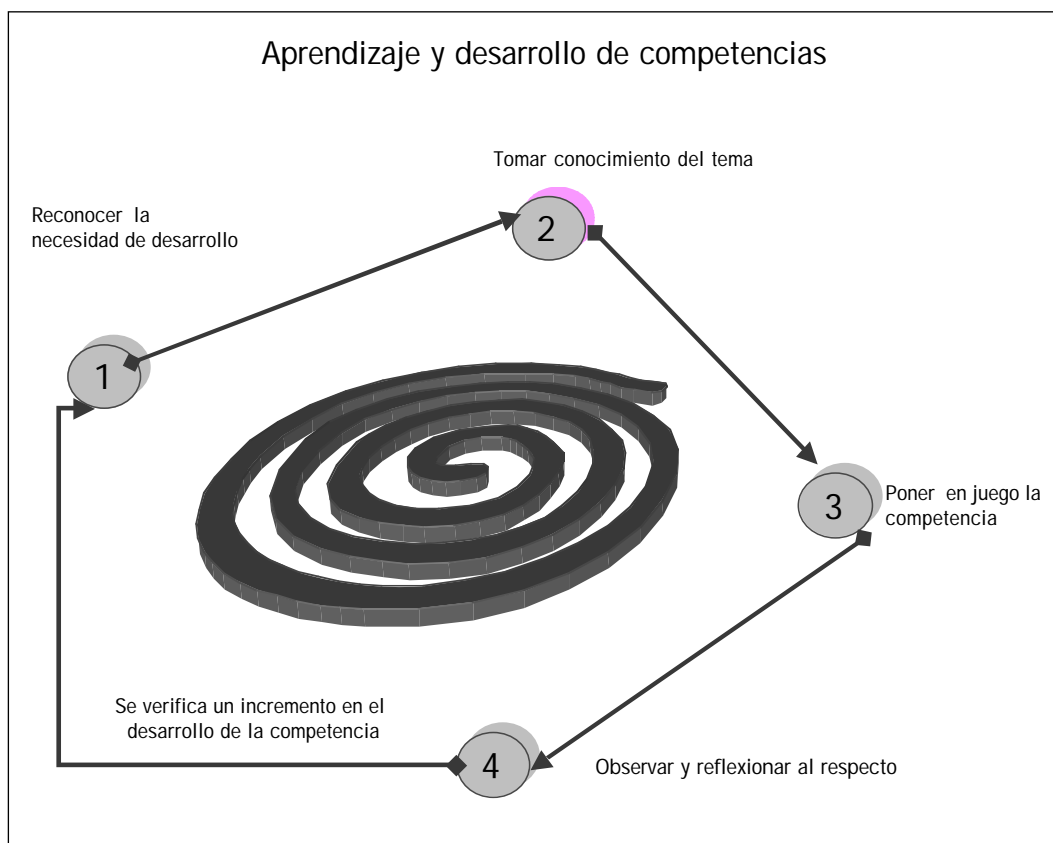 Aprendizaje y desarrollo de competencias
Tomar conocimiento del tema
Reconocer la
necesidad de desarrollo
2
1
3
Poner en juego la
competencia
Se verifica un incremento en el
desarrollo de la competencia
4
Observar y reflexionar al respecto